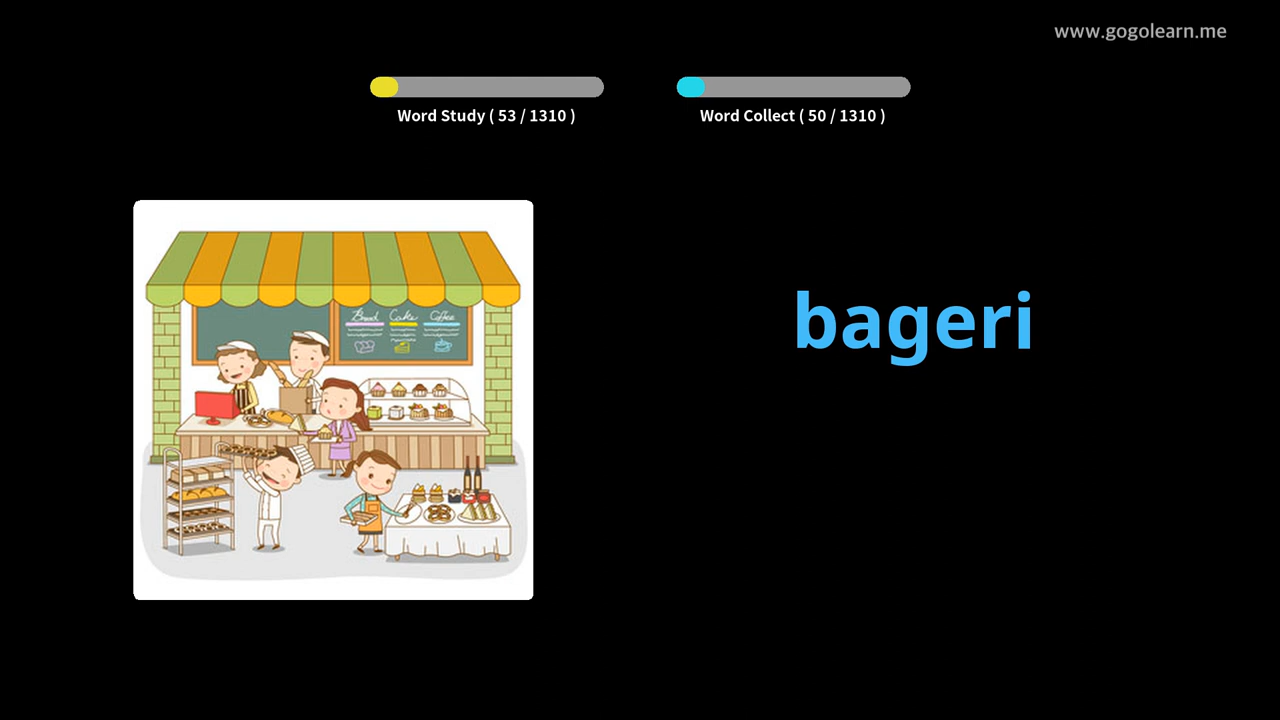 www.gogolearn.me
Word Study ( 53 / 1310 )
Word Collect ( 50 / 1310 )
Bread Cake Coffee
bageri